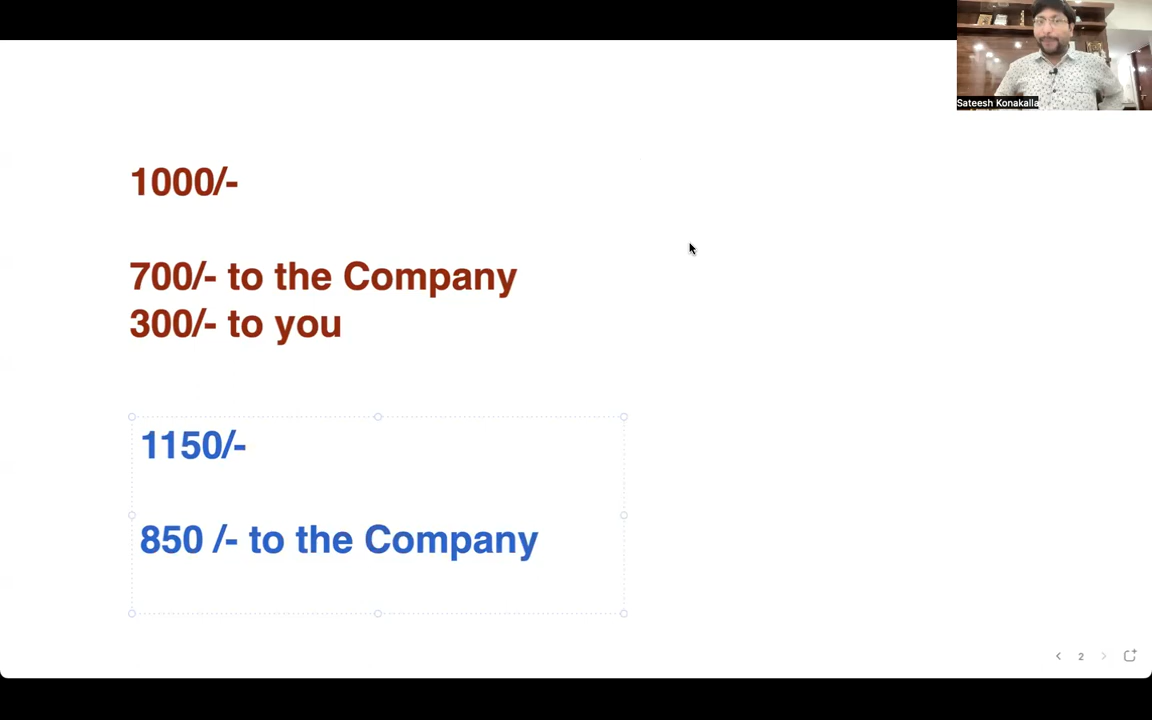 Sateesh Konakalla
1000/-
700/- to the Company
300/- to you
1150/-
850 /- to the Company
2